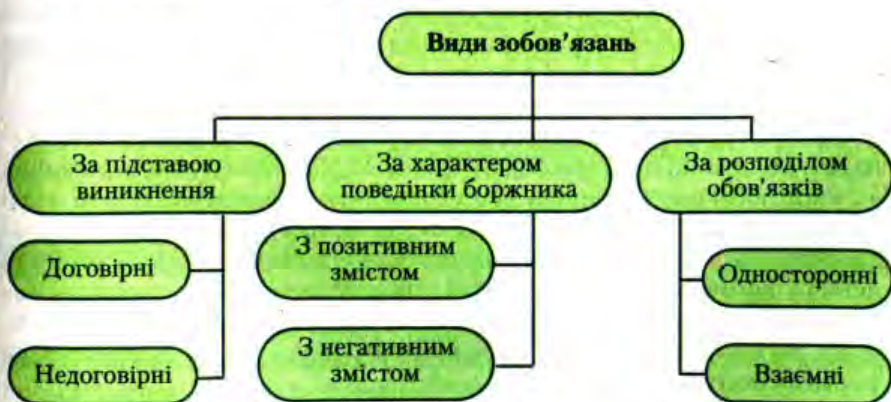 Види зобов'язань
За підставою
виникнення
Договірні
Недоговірні
За характером
поведінки боржника
З позитивним
змістом
З негативним
змістом
За розподілом
обов'язків
Односторонні
Взаємні